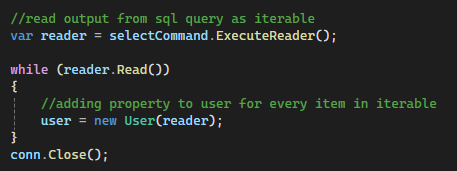 //read output from sql query as iterable
var reader = selectCommand.ExecuteReader();
while (reader.Read())
{
//adding property to user for every item in iterable
user = new User(reader);
}
conn.Close();